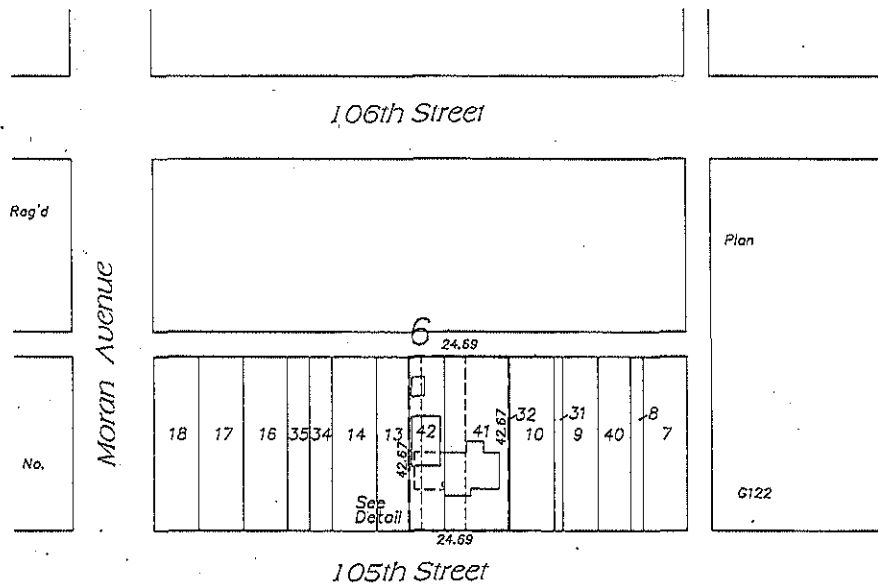 106th Street
Reg'd
Plan
Moran Avenue
6
24.69
18 17 16 35 34 14 13 42 41 32 10 31 9 40 8 7
42.67
42.67
No.
G122
See
Detail
24.69
105th Street